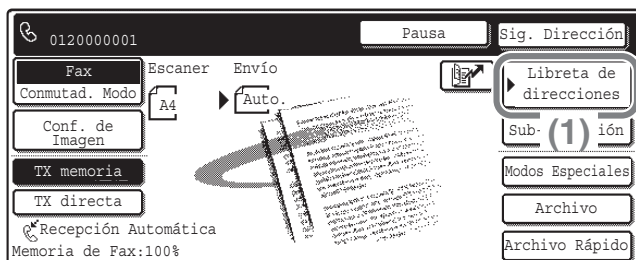 0120000001
Pausa
Sig. Dirección
Fax
Conmutad. Modo
Escaner
Envío
A4
Auto.
Libreta de
direcciones
Conf. de
Imagen
Sub-
(1)
ión
TX memoria
TX directa
Modos Especiales
Archivo
Recepción Automática
Memoria de Fax:100%
Archivo Rápido